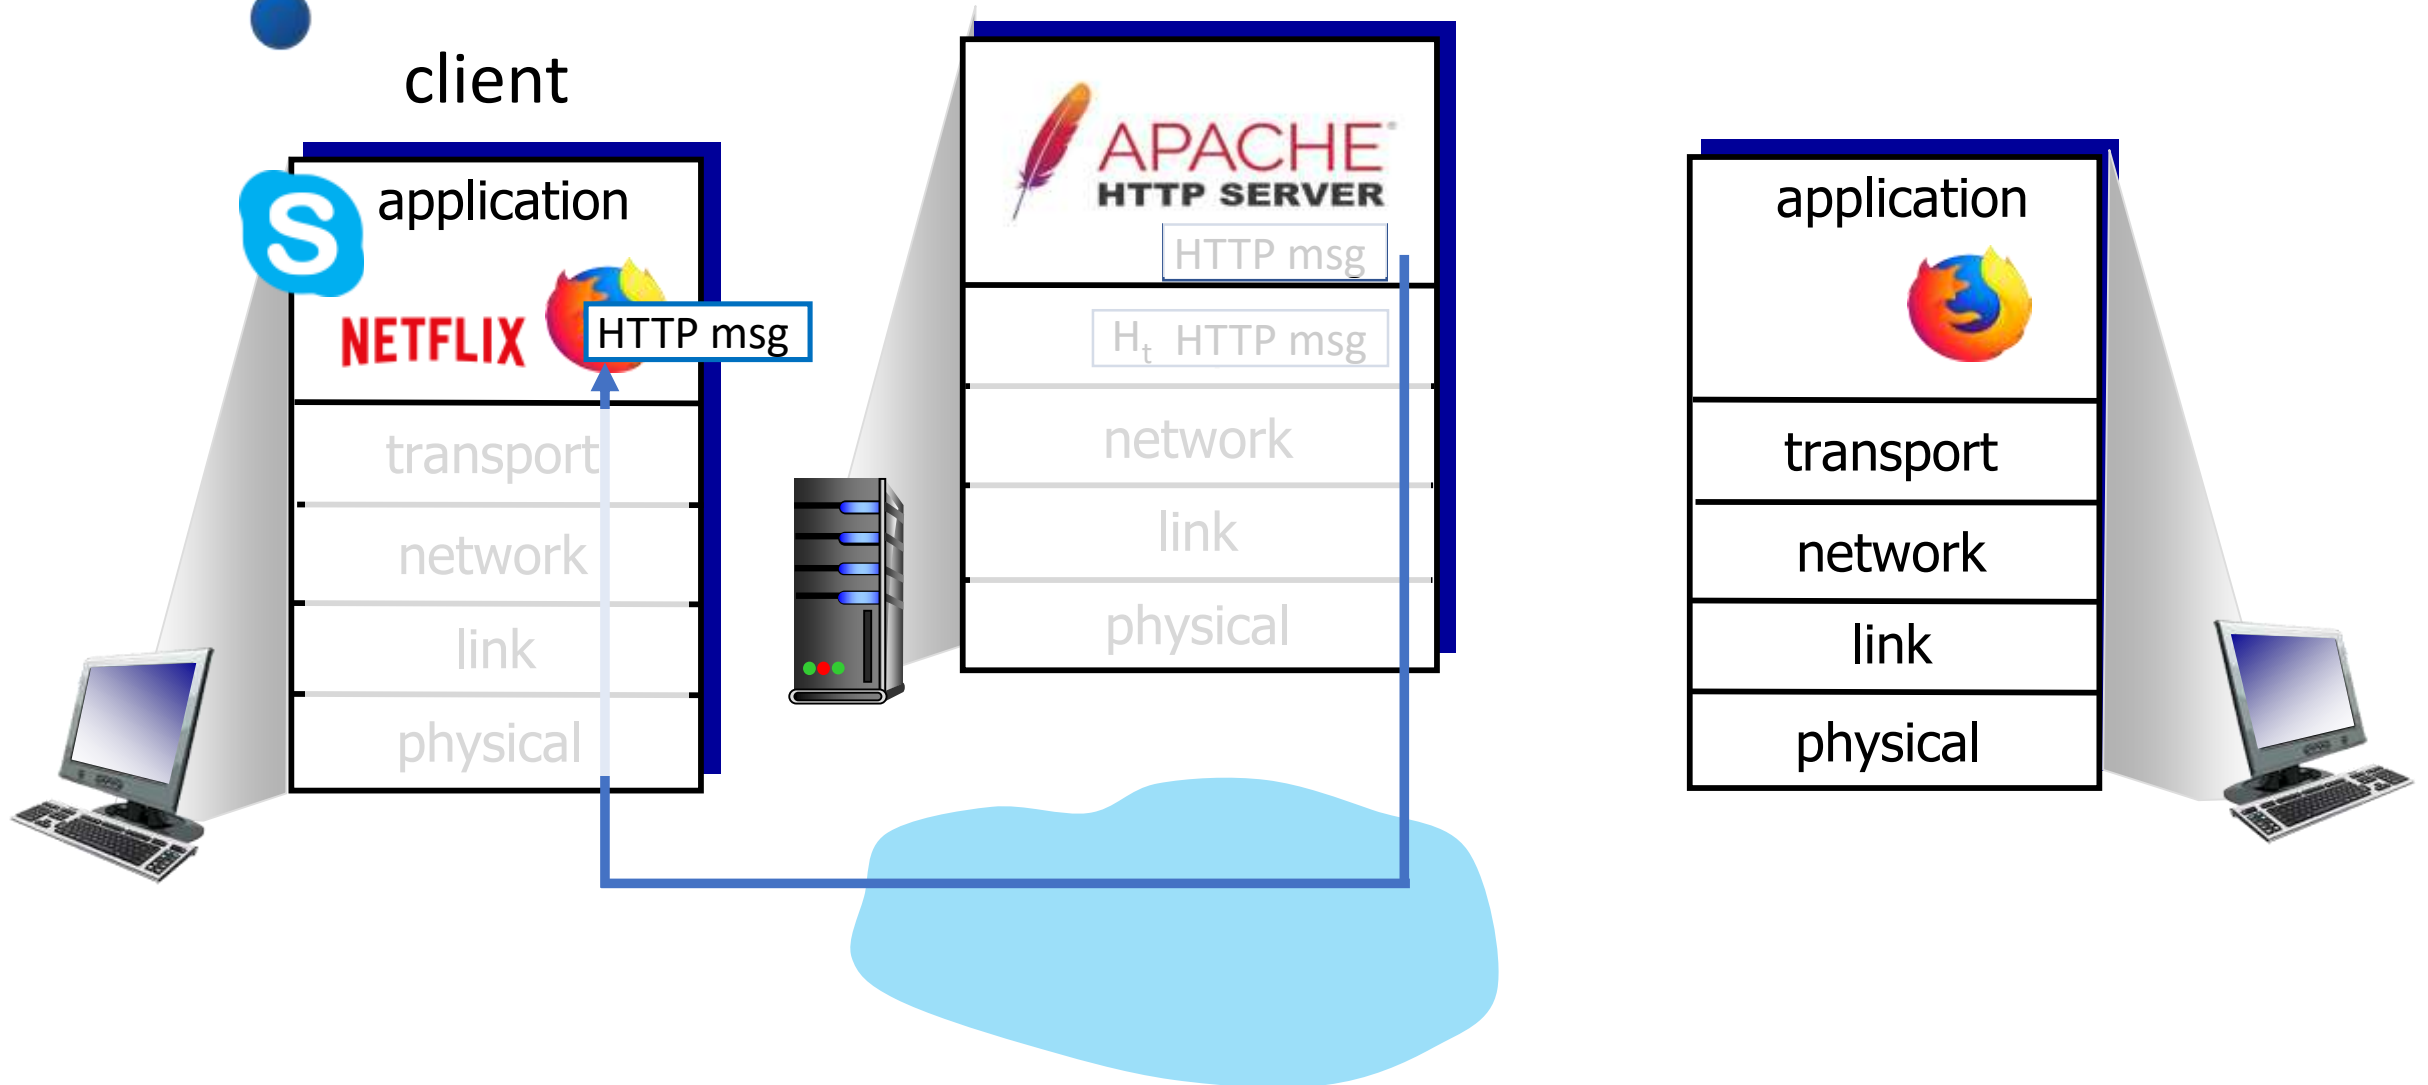 client
application
NETFLIX
HTTP msg
transport
network
link
physical
APACHE®
HTTP SERVER
HTTP msg
Ht HTTP msg
network
link
physical
application
transport
network
link
physical